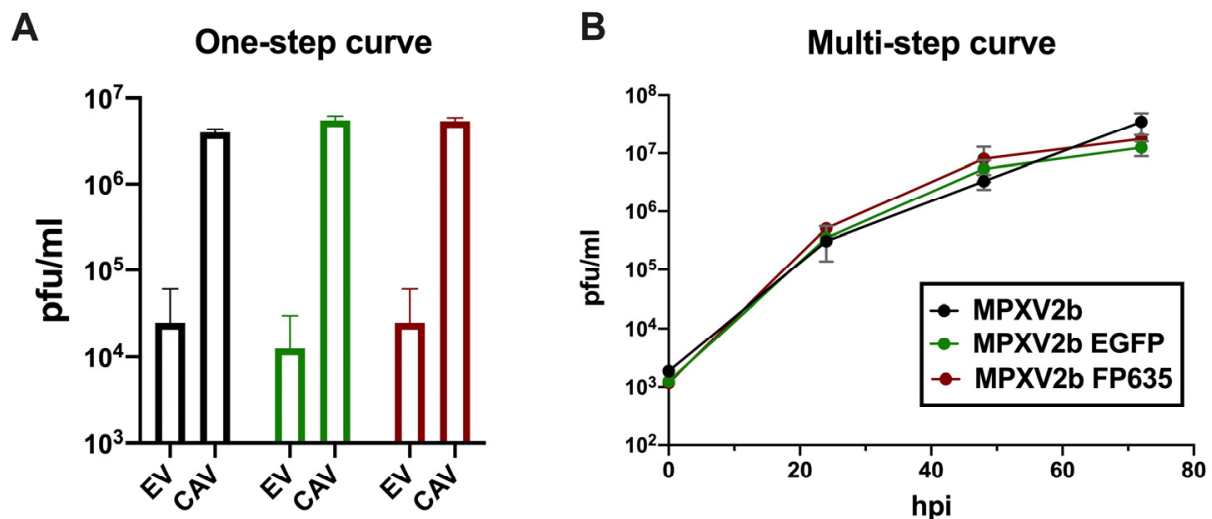 A
One-step curve
pfu/ml
10^7
10^6
10^5
10^4
10^3
EV
CAV
EV
CAV
EV
CAV
B
Multi-step curve
pfu/ml
10^8
10^7
10^6
10^5
10^4
10^3
10^2
0
20
40
60
80
hpi
MPXV2b
MPXV2b EGFP
MPXV2b FP635